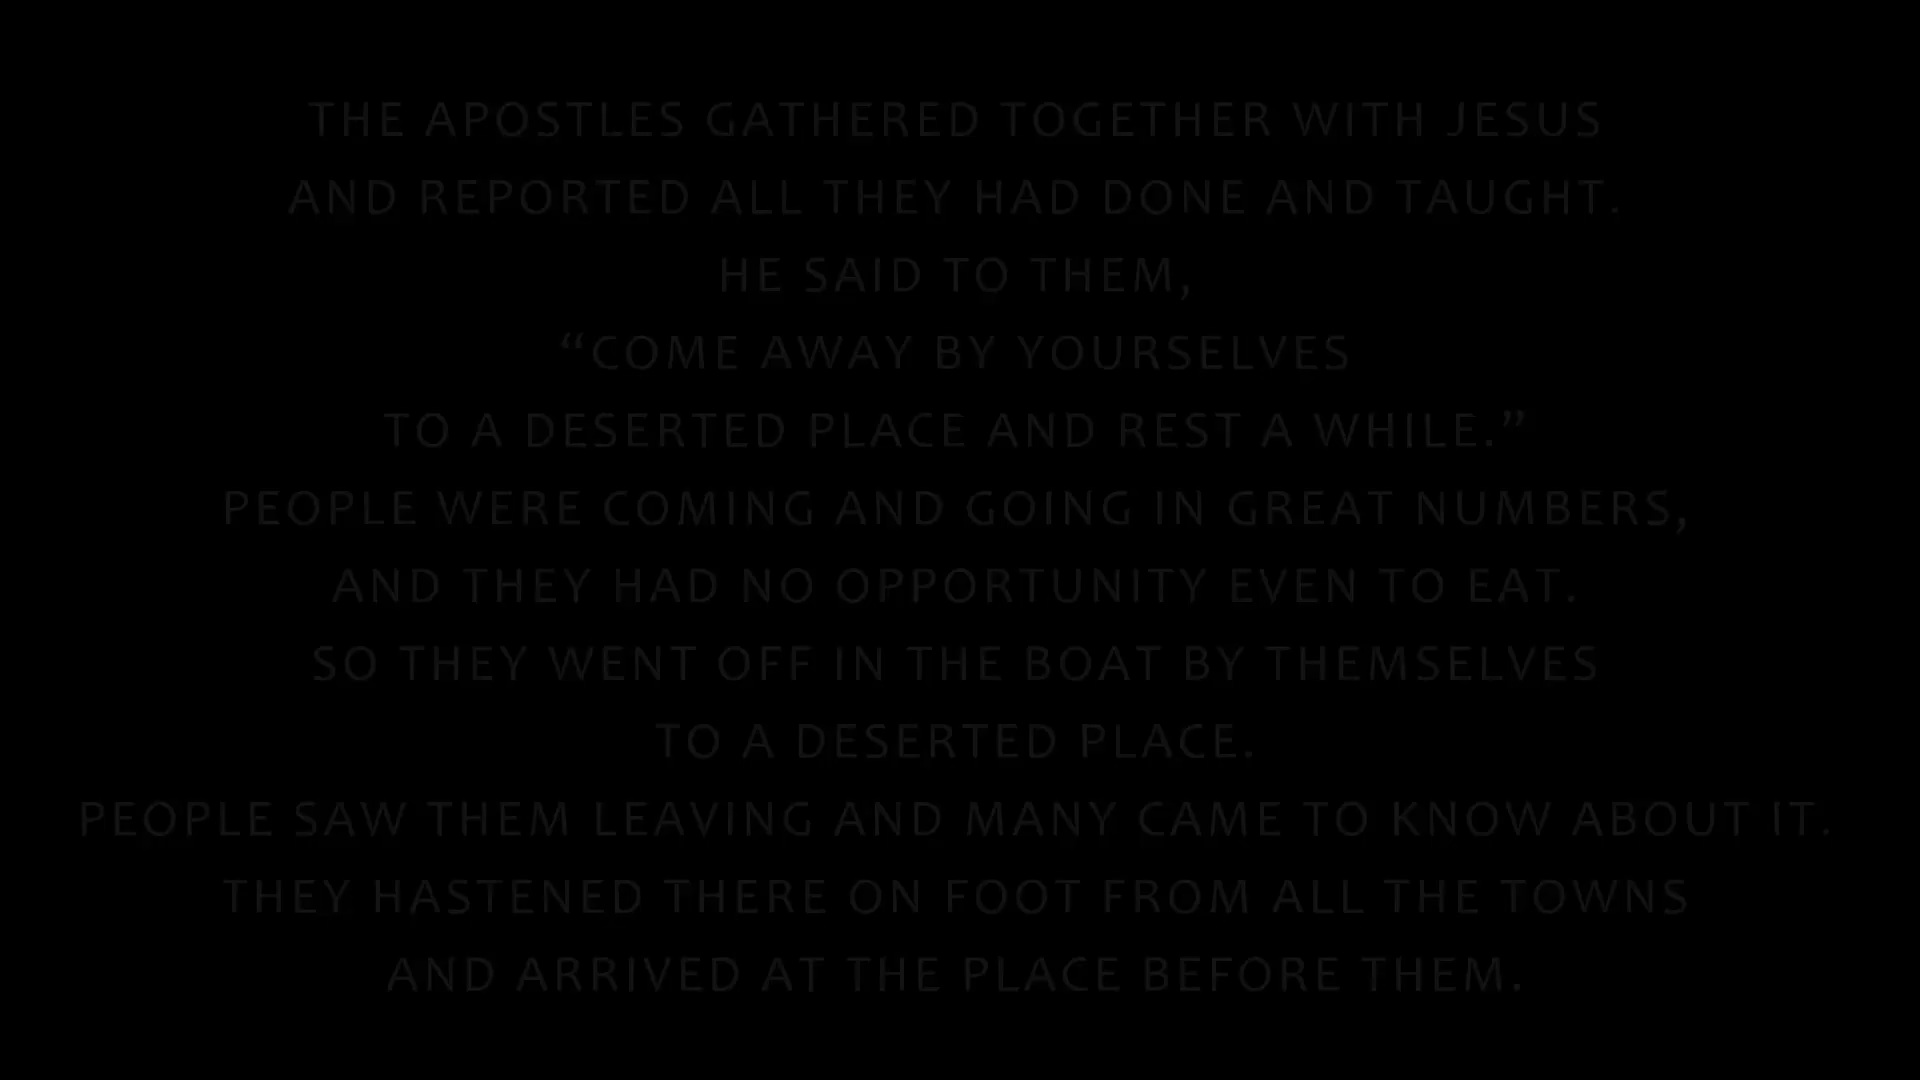 THE APOSTLES GATHERED TOGETHER WITH JESUS
AND REPORTED ALL THEY HAD DONE AND TAUGHT.
HE SAID TO THEM,
“COME AWAY BY YOURSELVES
TO A DESERTED PLACE AND REST A WHILE.”
PEOPLE WERE COMING AND GOING IN GREAT NUMBERS,
AND THEY HAD NO OPPORTUNITY EVEN TO EAT.
SO THEY WENT OFF IN THE BOAT BY THEMSELVES
TO A DESERTED PLACE.
PEOPLE SAW THEM LEAVING AND MANY CAME TO KNOW ABOUT IT.
THEY HASTENED THERE ON FOOT FROM ALL THE TOWNS
AND ARRIVED AT THE PLACE BEFORE THEM.